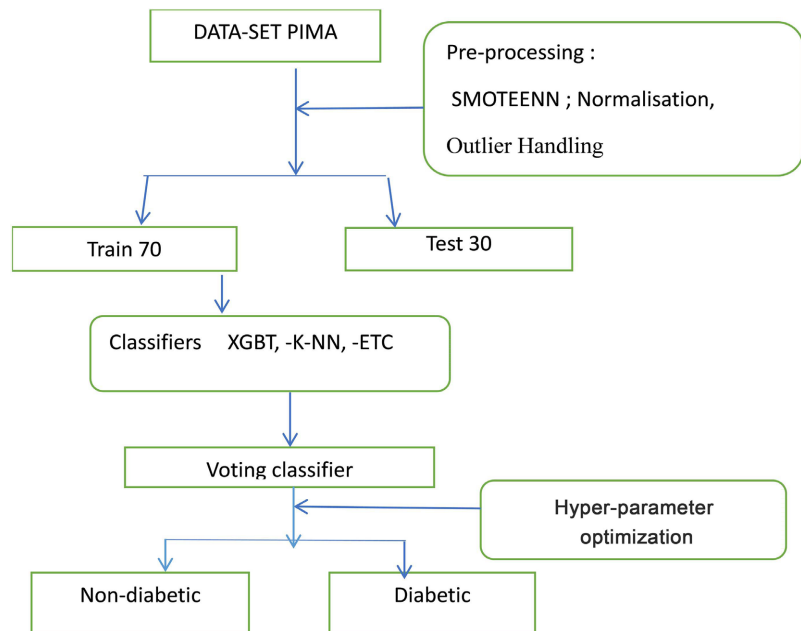 DATA-SET PIMA
Pre-processing :
SMOTEENN ; Normalisation,
Outlier Handling
Train 70
Test 30
Classifiers XGBT, -K-NN, -ETC
Voting classifier
Hyper-parameter
optimization
Non-diabetic
Diabetic